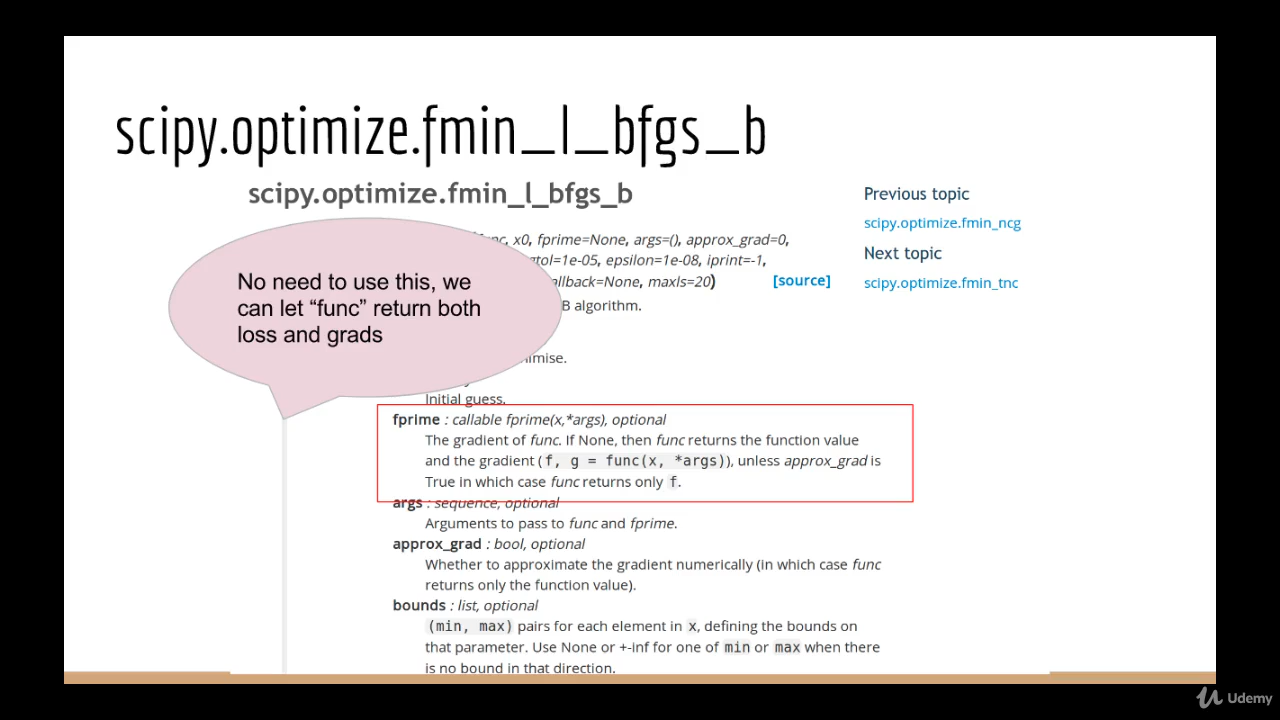 scipy.optimize.fmin_l_bfgs_b
scipy.optimize.fmin_l_bfgs_b
Previous topic
scipy.optimize.fmin_ncg
Next topic
scipy.optimize.fmin_tnc
No need to use this, we
can let “func” return both
loss and grads
x0, fprime=None, args=(), approx_grad=0,
epsilon=1e-08, iprint=-1,
maxls=20) [source]
B algorithm.
Initial guess.
fprime : callable fprime(x,*args), optional
The gradient of func. If None, then func returns the function value
and the gradient (f, g = func(x, *args)), unless approx_grad is
True in which case func returns only f.
args : sequence, optional
Arguments to pass to func and fprime.
approx_grad : bool, optional
Whether to approximate the gradient numerically (in which case func
returns only the function value).
bounds : list, optional
(min, max) pairs for each element in x, defining the bounds on
that parameter. Use None or +-inf for one of min or max when there
is no bound in that direction.
Udemy